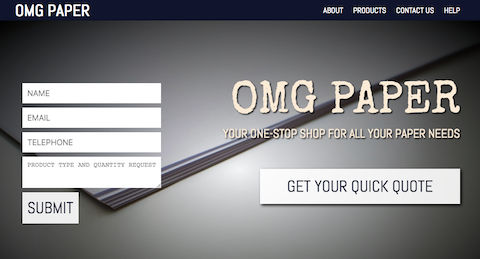 OMG PAPER
ABOUT PRODUCTS CONTACT US HELP
NAME
EMAIL
TELEPHONE
PRODUCT TYPE AND QUANTITY REQUEST
SUBMIT
OMG PAPER
YOUR ONE-STOP SHOP FOR ALL YOUR PAPER NEEDS
GET YOUR QUICK QUOTE